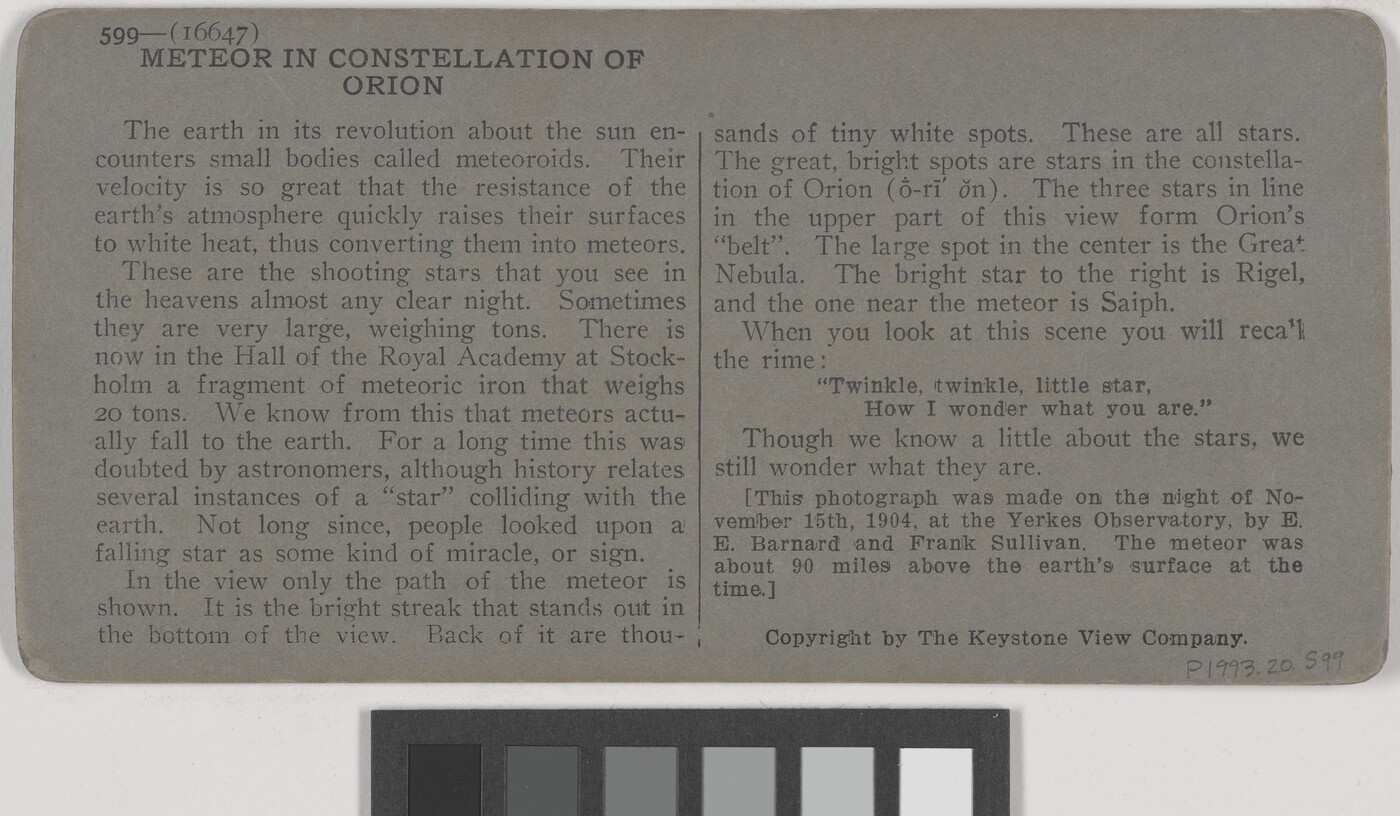 599—(16647)
METEOR IN CONSTELLATION OF
ORION
The earth in its revolution about the sun en-
counters small bodies called meteoroids. Their
velocity is so great that the resistance of the
earth's atmosphere quickly raises their surfaces
to white heat, thus converting them into meteors.
These are the shooting stars that you see in
the heavens almost any clear night. Sometimes
they are very large, weighing tons. There is
now in the Hall of the Royal Academy at Stock-
holm a fragment of meteoric iron that weighs
20 tons. We know from this that meteors actu-
ally fall to the earth. For a long time this was
doubted by astronomers, although history relates
several instances of a "star" colliding with the
earth. Not long since, people looked upon a
falling star as some kind of miracle, or sign.
In the view only the path of the meteor is
shown. It is the bright streak that stands out in
the bottom of the view. Back of it are thou-
sands of tiny white spots. These are all stars.
The great, bright spots are stars in the constella-
tion of Orion (ō̇-rī′ ŏn). The three stars in line
in the upper part of this view form Orion's
"belt". The large spot in the center is the Great
Nebula. The bright star to the right is Rigel,
and the one near the meteor is Saiph.
When you look at this scene you will recall
the rime:
"Twinkle, twinkle, little star,
How I wonder what you are."
Though we know a little about the stars, we
still wonder what they are.
[This photograph was made on the night of No-
vember 15th, 1904, at the Yerkes Observatory, by E.
E. Barnard and Frank Sullivan. The meteor was
about 90 miles above the earth's surface at the
time.]
Copyright by The Keystone View Company.
P1993.20.599